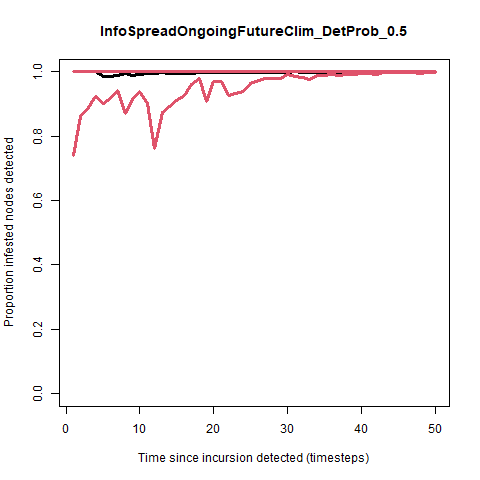 InfoSpreadOngoingFutureClim_DetProb_0.5
Proportion infested nodes detected
1.0
0.8
0.6
0.4
0.2
0.0
0 10 20 30 40 50
Time since incursion detected (timesteps)